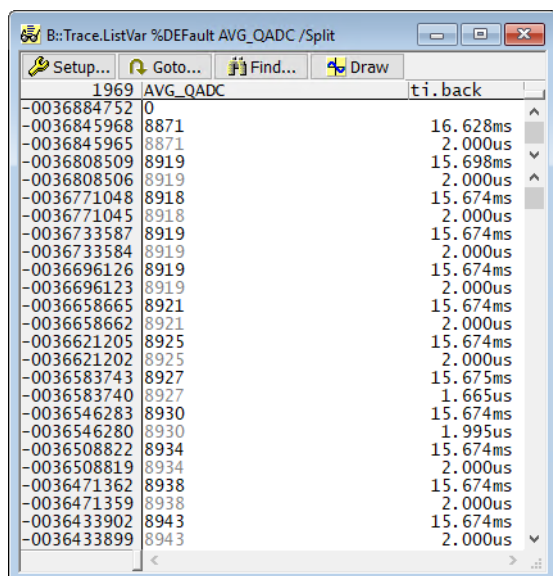 B::Trace.ListVar %DEFault AVG_QADC /Split
Setup... Goto... Find... Draw
1969 AVG_QADC ti.back
-0036884752 0
-0036845968 8871 16.628ms
-0036845965 8871 2.000us
-0036808509 8919 15.698ms
-0036808506 8919 2.000us
-0036771048 8918 15.674ms
-0036771045 8918 2.000us
-0036733587 8919 15.674ms
-0036733584 8919 2.000us
-0036696126 8919 15.674ms
-0036696123 8919 2.000us
-0036658665 8921 15.674ms
-0036658662 8921 2.000us
-0036621205 8925 15.674ms
-0036621202 8925 2.000us
-0036583743 8927 15.675ms
-0036583740 8927 1.665us
-0036546283 8930 15.674ms
-0036546280 8930 1.995us
-0036508822 8934 15.674ms
-0036508819 8934 2.000us
-0036471362 8938 15.674ms
-0036471359 8938 2.000us
-0036433902 8943 15.674ms
-0036433899 8943 2.000us